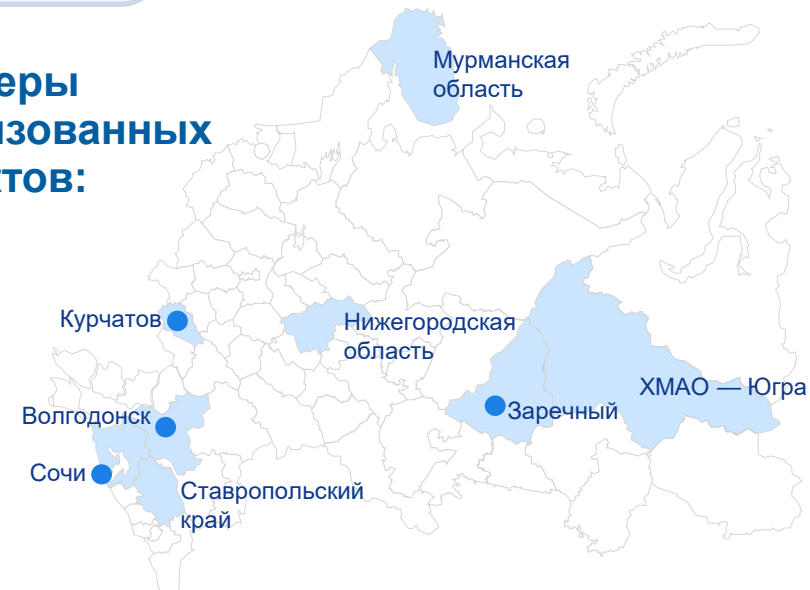 еры
изованных
ктов:
Мурманская
область
Курчатов
Нижегородская
область
ХМАО — Югра
Волгодонск
Заречный
Сочи
Ставропольский
край